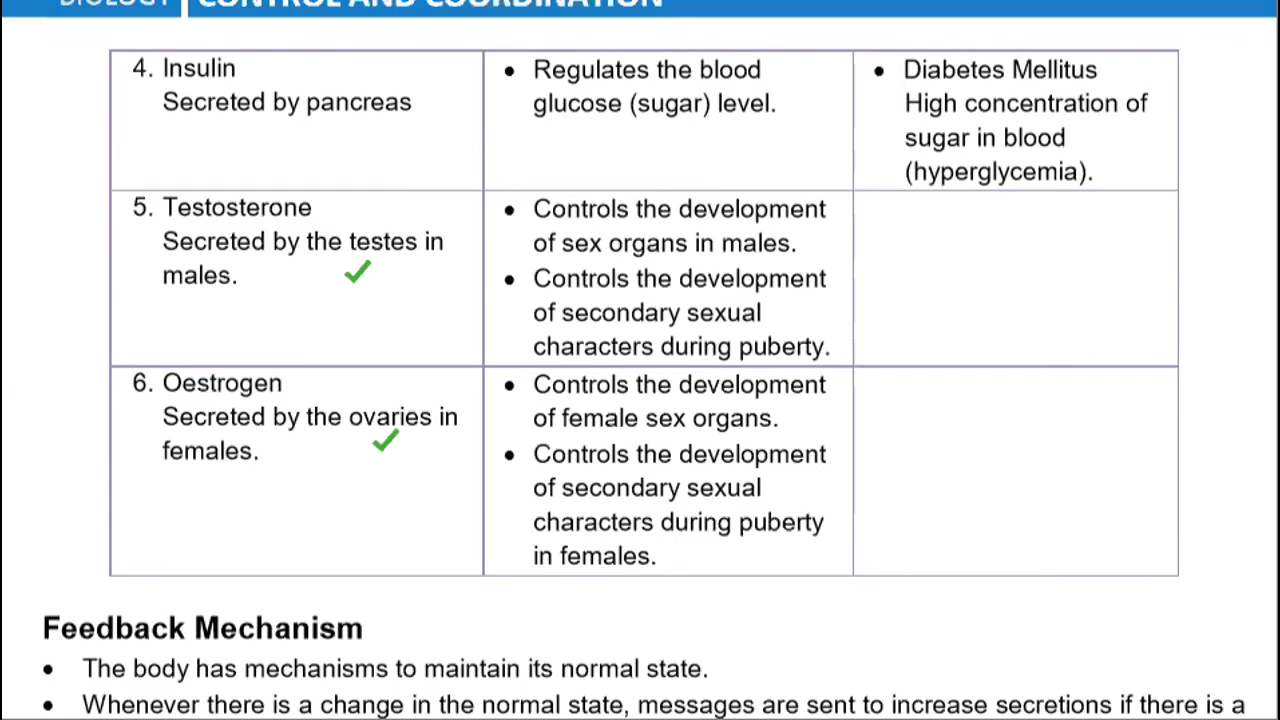 BIOLOGY CONTROL AND COORDINATION
4. Insulin
Secreted by pancreas
• Regulates the blood
glucose (sugar) level.
• Diabetes Mellitus
High concentration of
sugar in blood
(hyperglycemia).
5. Testosterone
Secreted by the testes in
males.
• Controls the development
of sex organs in males.
• Controls the development
of secondary sexual
characters during puberty.
6. Oestrogen
Secreted by the ovaries in
females.
• Controls the development
of female sex organs.
• Controls the development
of secondary sexual
characters during puberty
in females.
Feedback Mechanism
• The body has mechanisms to maintain its normal state.
• Whenever there is a change in the normal state, messages are sent to increase secretions if there is a